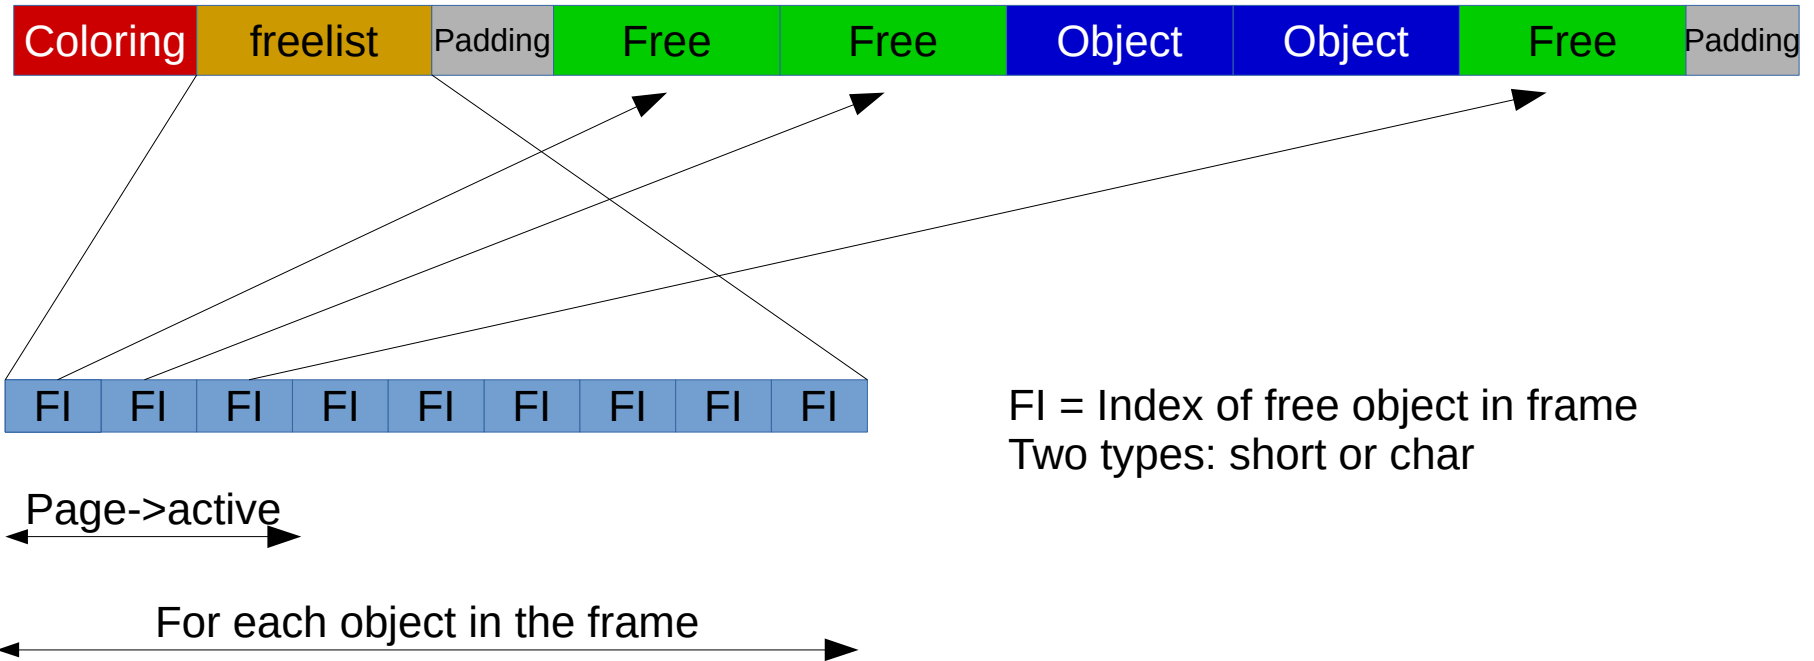 Coloring freelist Padding Free Free Object Object Free Padding
FI FI FI FI FI FI FI FI FI
FI = Index of free object in frame
Two types: short or char
Page->active
For each object in the frame